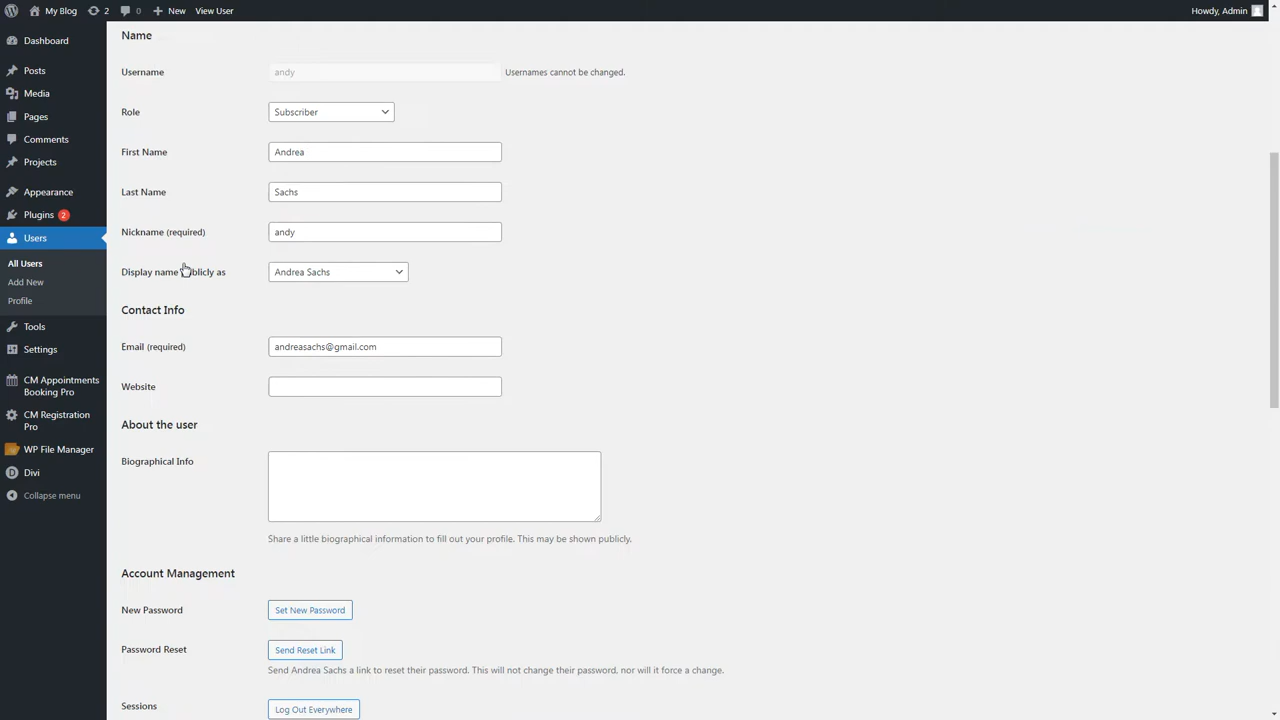 My Blog 2 0 New View User Howdy, Admin
Dashboard
Posts
Media
Pages
Comments
Projects
Appearance
Plugins 2
Users
All Users
Add New
Profile
Tools
Settings
CM Appointments
Booking Pro
CM Registration
Pro
WP File Manager
Divi
Collapse menu
Name
Username andy Usernames cannot be changed.
Role Subscriber
First Name Andrea
Last Name Sachs
Nickname (required) andy
Display name publicly as Andrea Sachs
Contact Info
Email (required) andreasachs@gmail.com
Website
About the user
Biographical Info
Share a little biographical information to fill out your profile. This may be shown publicly.
Account Management
New Password Set New Password
Password Reset Send Reset Link
Send Andrea Sachs a link to reset their password. This will not change their password, nor will it force a change.
Sessions Log Out Everywhere